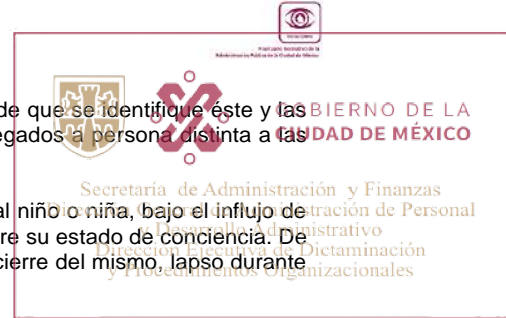 de que se identifique éste y las
GOBIERNO DE LA
CIUDAD DE MÉXICO
egados a persona distinta a las
Secretaría de Administración y Finanzas
al niño o niña, bajo el influjo de
Dirección General de Administración de Personal
y Desarrollo Administrativo
re su estado de conciencia. De
Dirección Ejecutiva de Dictaminación
cierre del mismo, lapso durante
y Procedimientos Organizacionales